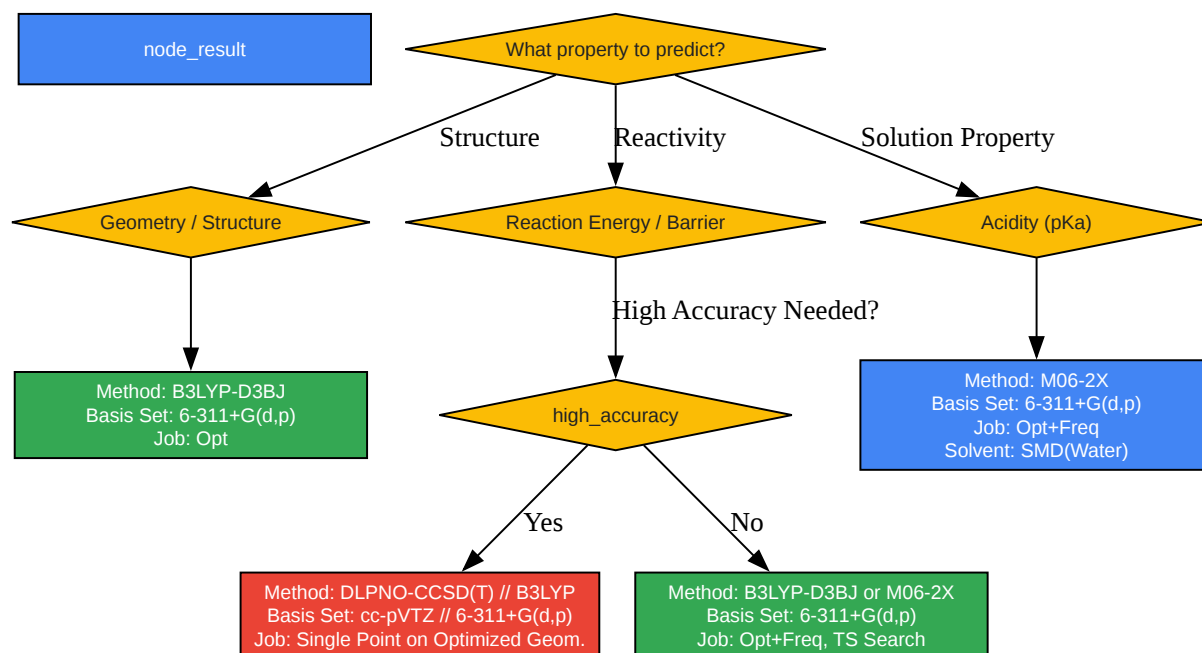 node_result
What property to predict?
Structure
Reactivity
Solution Property
Geometry / Structure
Reaction Energy / Barrier
Acidity (pKa)
High Accuracy Needed?
Method: B3LYP-D3BJ
Basis Set: 6-311+G(d,p)
Job: Opt
high_accuracy
Method: M06-2X
Basis Set: 6-311+G(d,p)
Job: Opt+Freq
Solvent: SMD(Water)
Yes
No
Method: DLPNO-CCSD(T) // B3LYP
Basis Set: cc-pVTZ // 6-311+G(d,p)
Job: Single Point on Optimized Geom.
Method: B3LYP-D3BJ or M06-2X
Basis Set: 6-311+G(d,p)
Job: Opt+Freq, TS Search